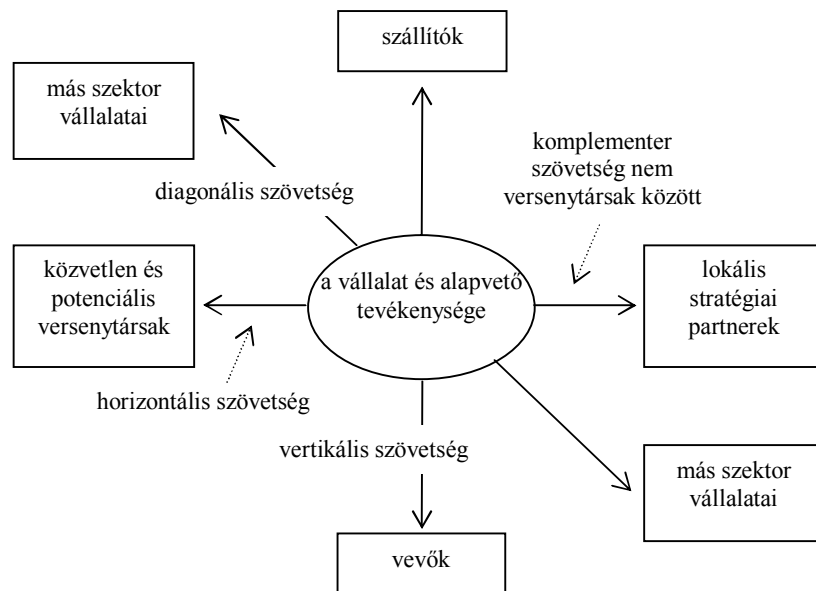 szállítók
más szektor
vállalatai
komplementer
szövetség nem
versenytársak között
diagonális szövetség
közvetlen és
potenciális
versenytársak
a vállalat és alapvető
tevékenysége
lokális
stratégiai
partnerek
horizontális szövetség
vertikális szövetség
más szektor
vállalatai
vevők